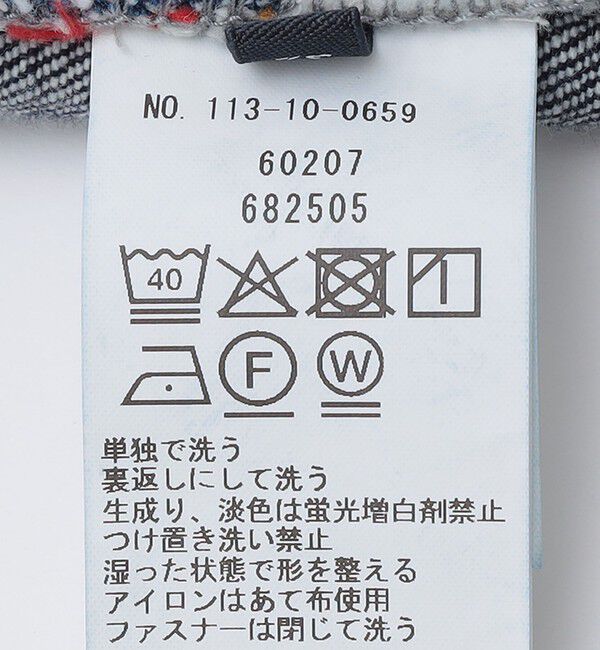 NO. 113-10-0659
60207
682505
40
F
W
単独で洗う
裏返しにして洗う
生成り、淡色は蛍光増白剤禁止
つけ置き洗い禁止
湿った状態で形を整える
アイロンはあて布使用
ファスナーは閉じて洗う